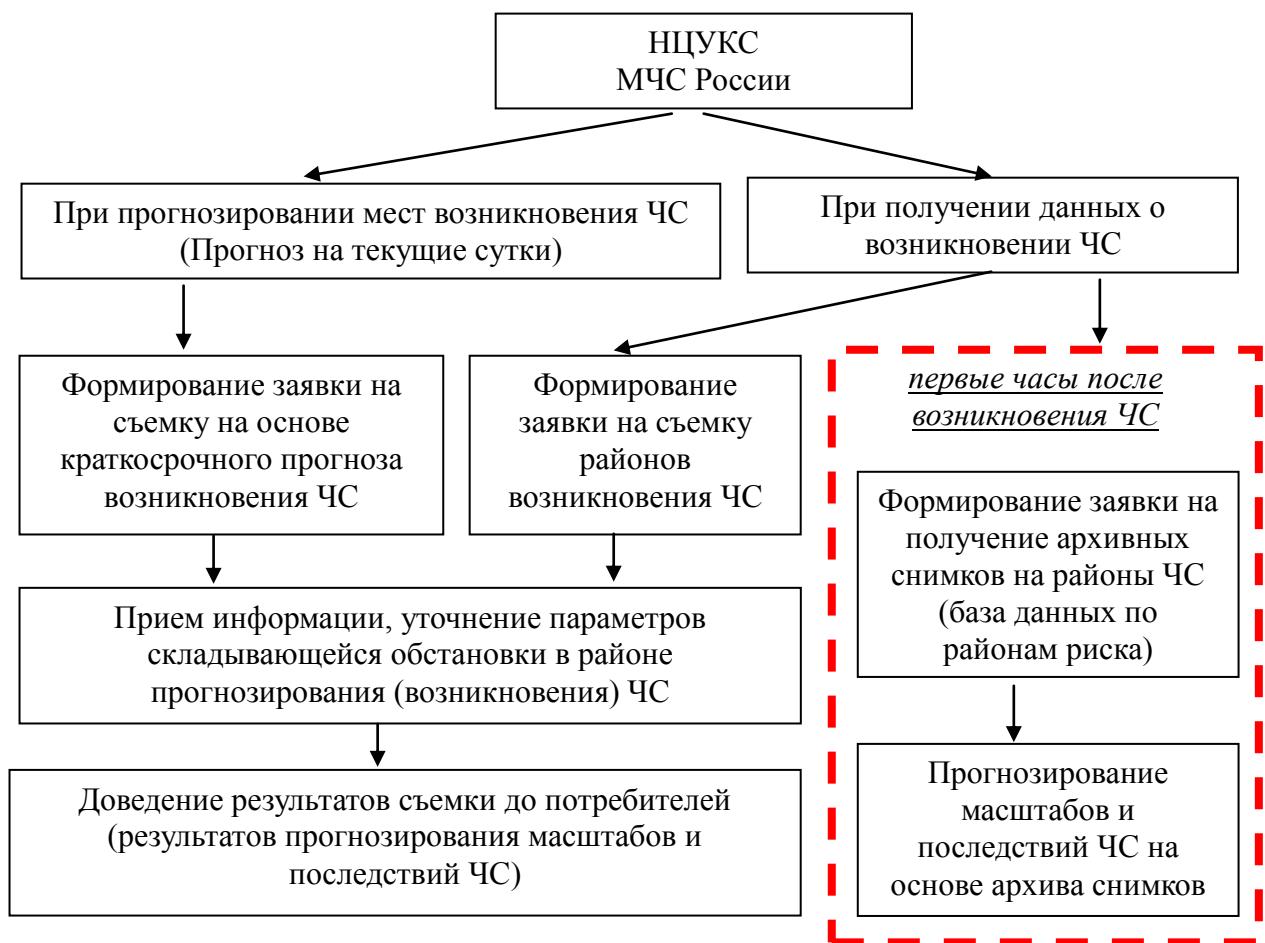 НЦУКС
МЧС России
При прогнозировании мест возникновения ЧС
(Прогноз на текущие сутки)
При получении данных о
возникновении ЧС
Формирование заявки на
съемку на основе
краткосрочного прогноза
возникновения ЧС
Формирование
заявки на съемку
районов
возникновения ЧС
первые часы после
возникновения ЧС
Формирование заявки на
получение архивных
снимков на районы ЧС
(база данных по
районам риска)
Прием информации, уточнение параметров
складывающейся обстановки в районе
прогнозирования (возникновения) ЧС
Доведение результатов съемки до потребителей
(результатов прогнозирования масштабов и
последствий ЧС)
Прогнозирование
масштабов и
последствий ЧС на
основе архива снимков